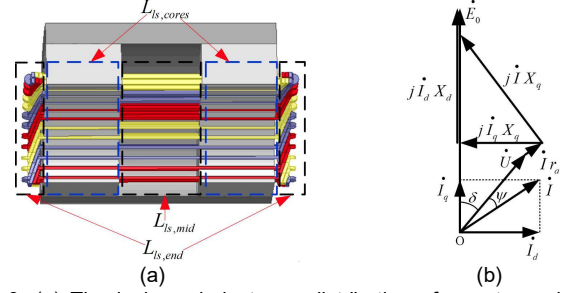 L_{ls,cores}
L_{ls,mid}
L_{ls,end}
(a)
Ė_0
j İ X_q
j İ_d X_d
j İ_q X_q
U̇
İ r_a
İ_q
δ
ψ
İ
O
İ_d
(b)